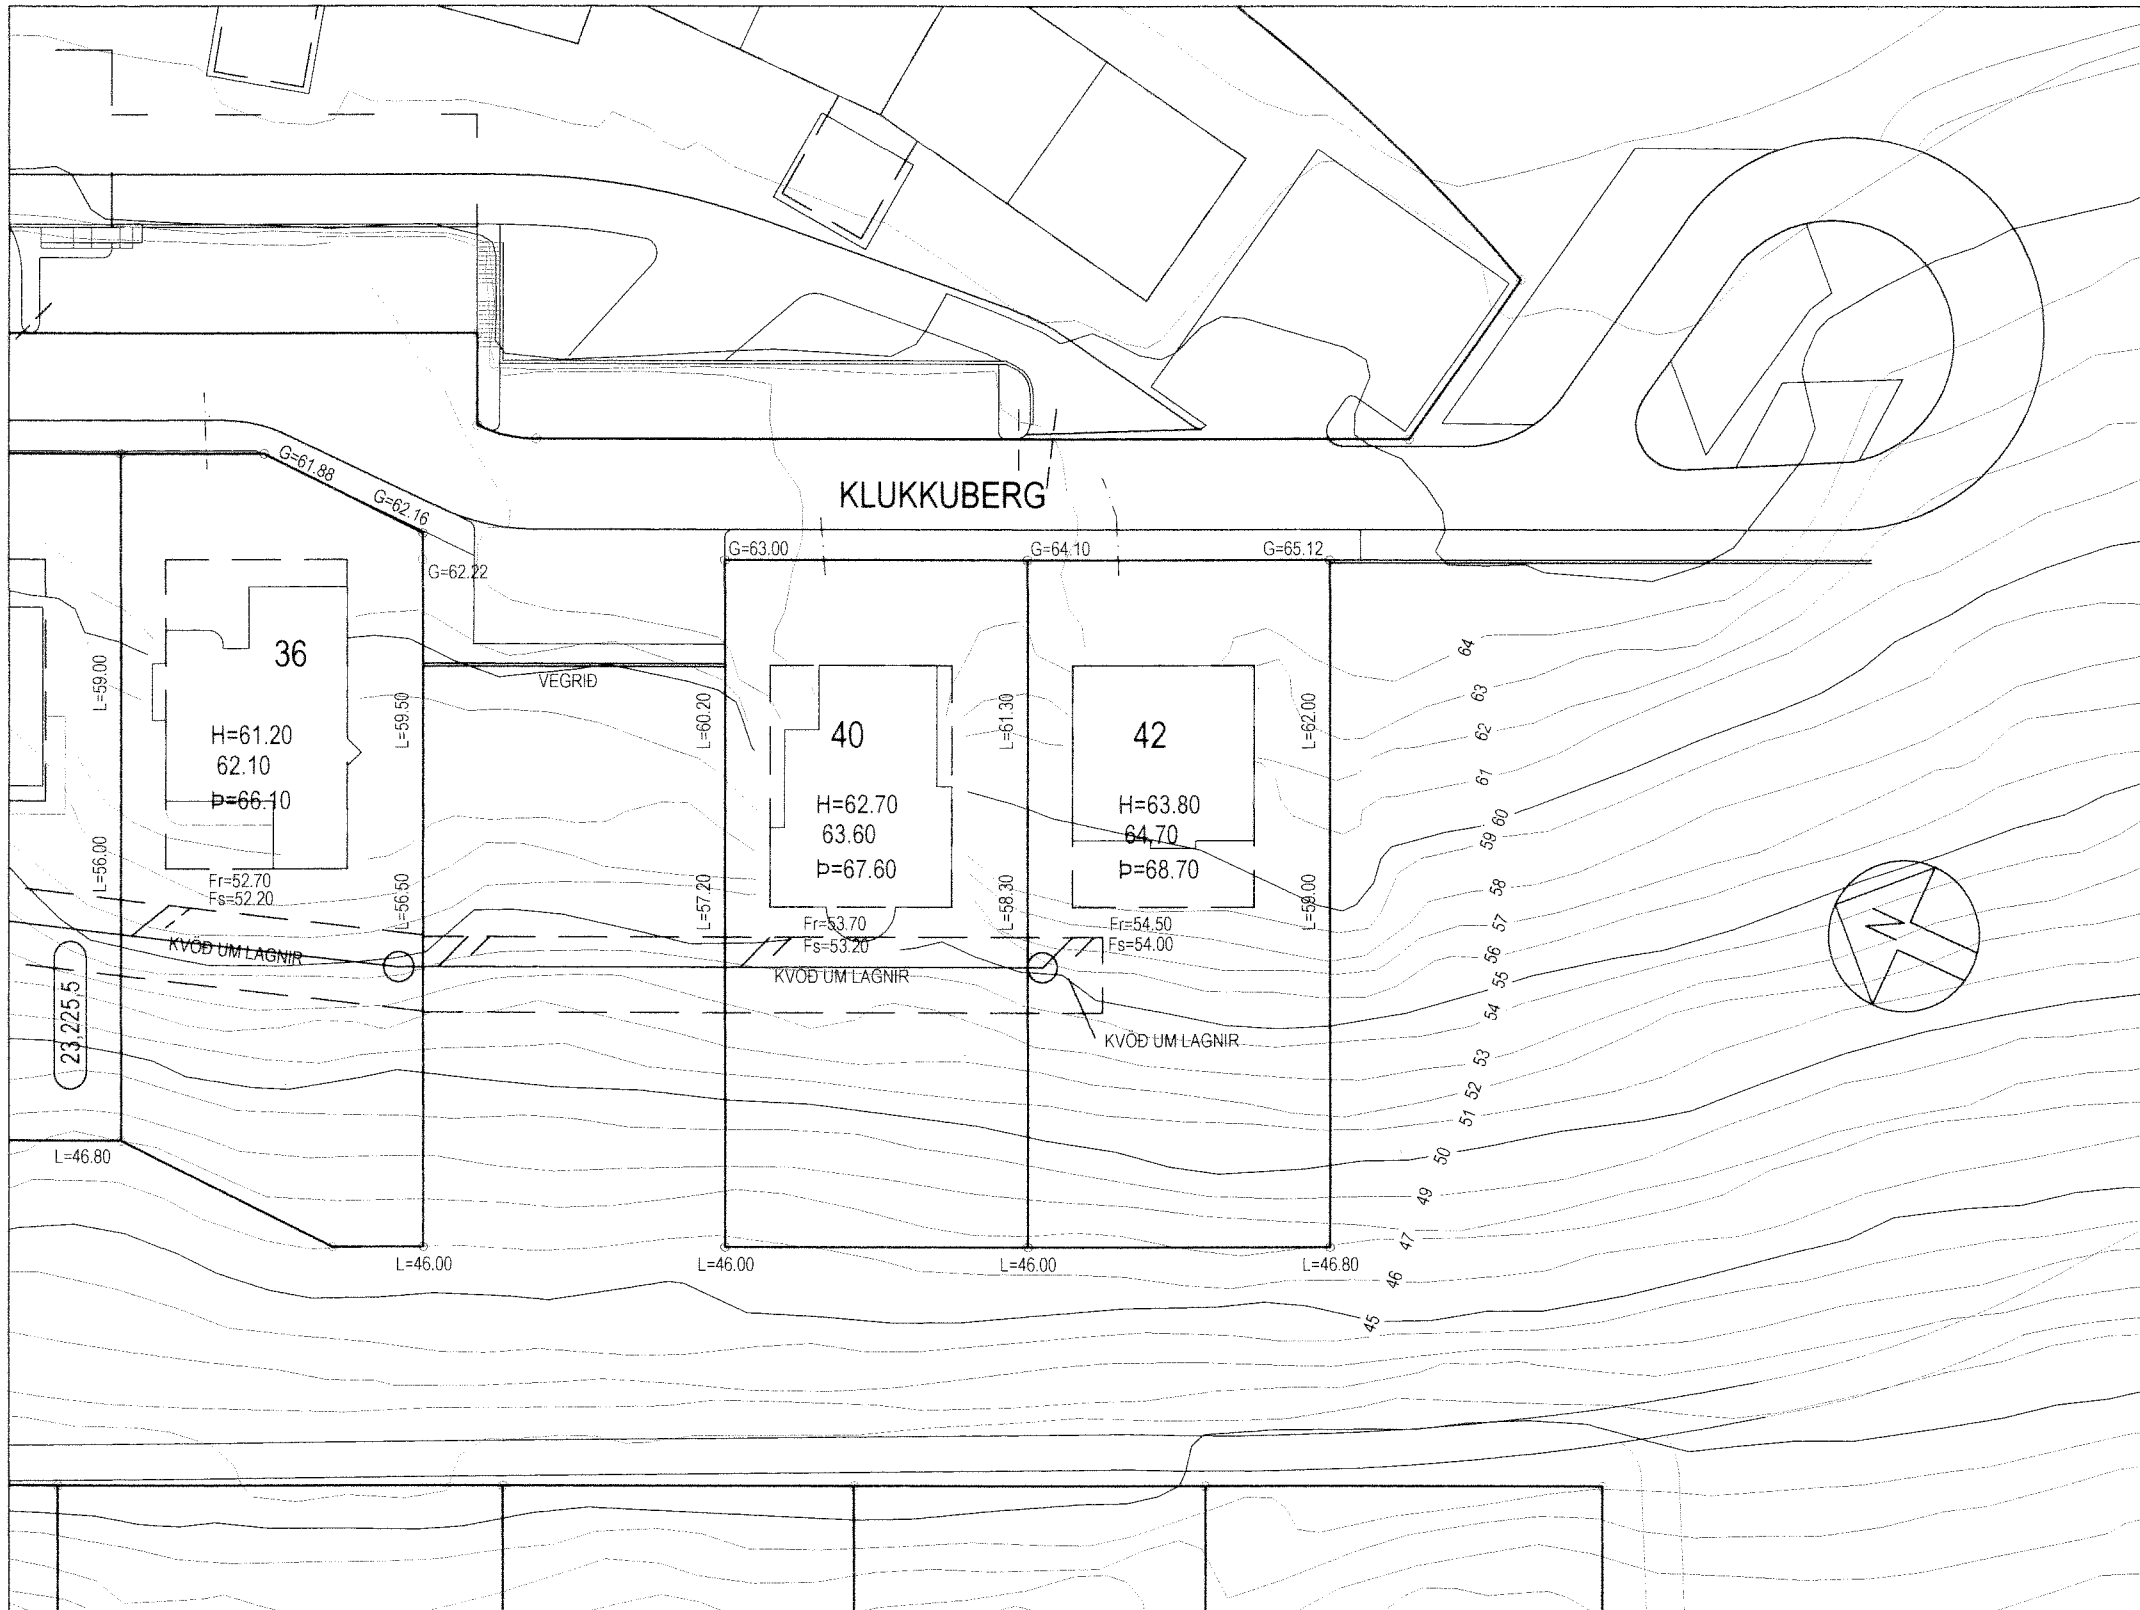 KLUKKUBERG
G=61.88
G=62.16
G=62.22
G=63.00
G=64.10
G=65.12
36
H=61.20
62.10
Þ=66.10
L=59.00
L=56.00
L=59.50
L=56.50
Fr=52.70
Fs=52.20
KVÖÐ UM LAGNIR
23,225,5
L=46.80
VEGRIÐ
L=60.20
L=57.20
40
H=62.70
63.60
Þ=67.60
Fr=53.70
Fs=53.20
KVÖÐ UM LAGNIR
L=61.30
L=58.30
42
H=63.80
64.70
Þ=68.70
Fr=54.50
Fs=54.00
KVÖÐ UM LAGNIR
L=62.00
L=59.00
64
63
62
61
60
59
58
57
56
55
54
53
52
51
50
49
47
46
45
N
L=46.00
L=46.00
L=46.00
L=46.80